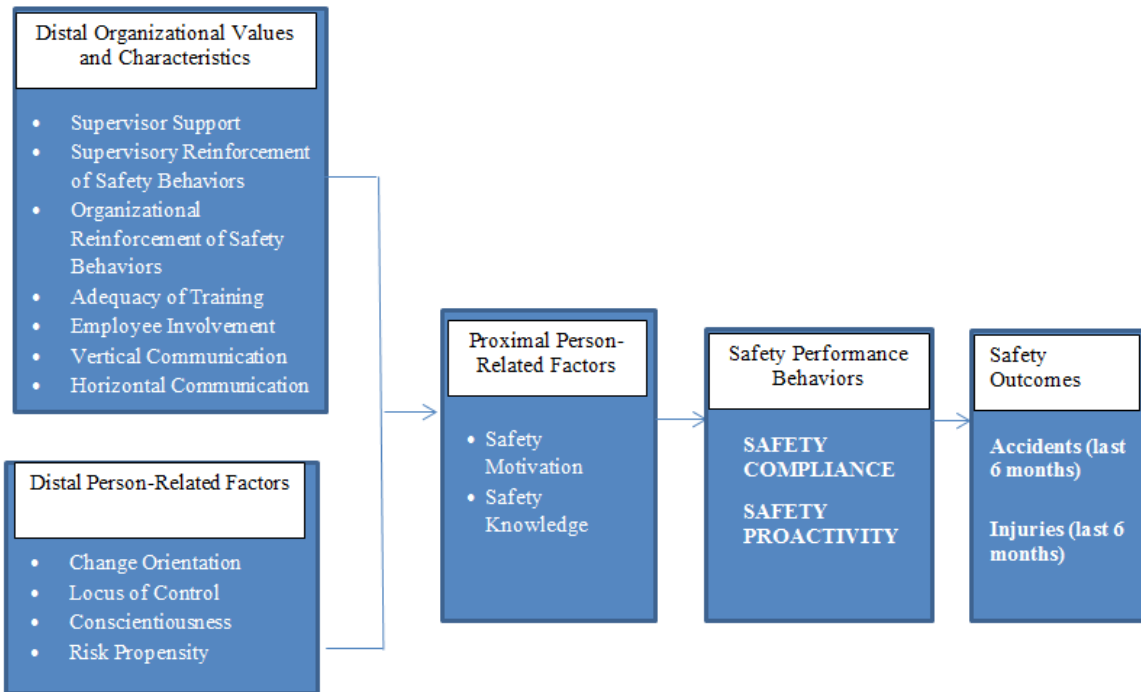 Distal Organizational Values
and Characteristics
• Supervisor Support
• Supervisory Reinforcement
of Safety Behaviors
• Organizational
Reinforcement of Safety
Behaviors
• Adequacy of Training
• Employee Involvement
• Vertical Communication
• Horizontal Communication
Distal Person-Related Factors
• Change Orientation
• Locus of Control
• Conscientiousness
• Risk Propensity
Proximal Person-
Related Factors
• Safety
Motivation
• Safety
Knowledge
Safety Performance
Behaviors
SAFETY
COMPLIANCE
SAFETY
PROACTIVITY
Safety
Outcomes
Accidents (last
6 months)
Injuries (last 6
months)